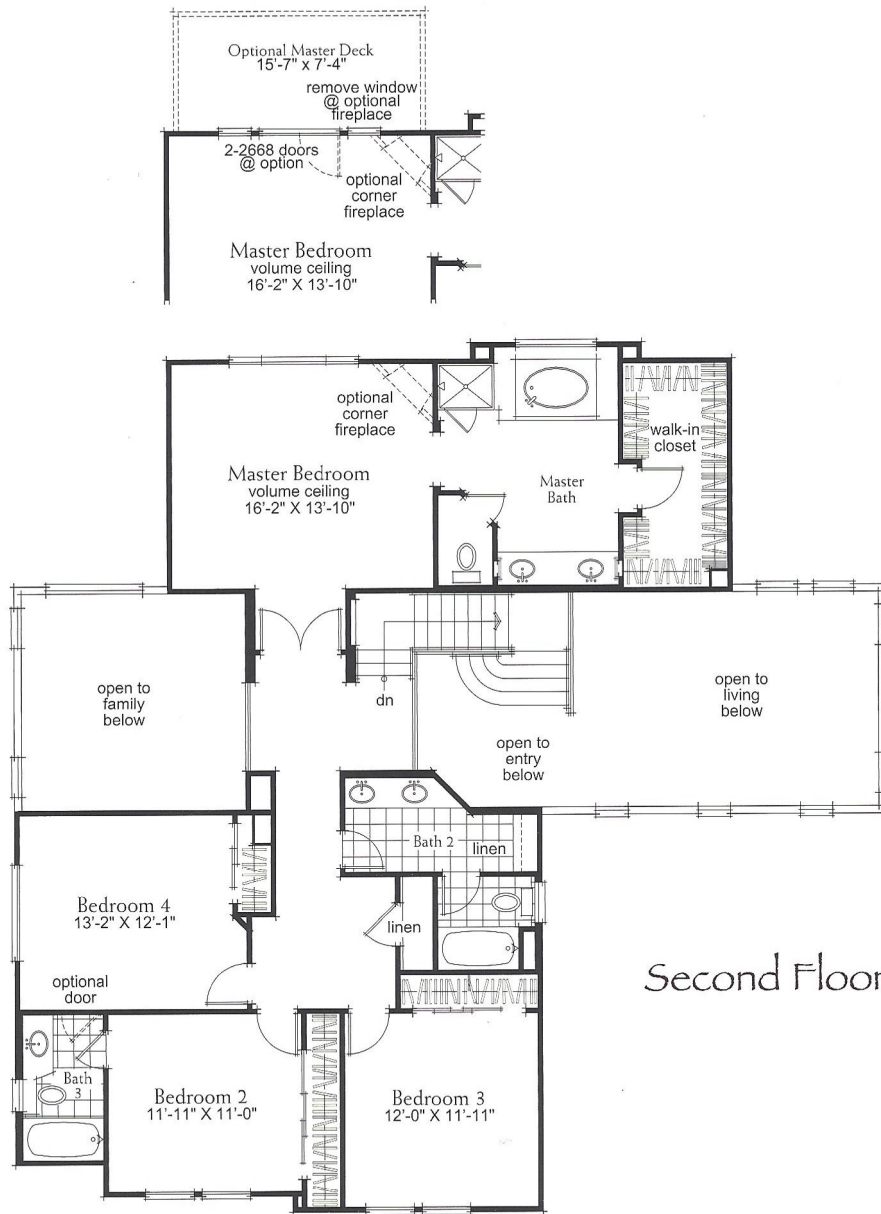 Optional Master Deck
15'-7" x 7'-4"
remove window
@ optional
fireplace
2-2668 doors
@ option
optional
corner
fireplace
Master Bedroom
volume ceiling
16'-2" X 13'-10"
optional
corner
fireplace
Master Bedroom
volume ceiling
16'-2" X 13'-10"
Master
Bath
walk-in
closet
open to
family
below
dn
open to
entry
below
open to
living
below
Bath 2
linen
linen
Bedroom 4
13'-2" X 12'-1"
optional
door
Bath
3
Bedroom 2
11'-11" X 11'-0"
Bedroom 3
12'-0" X 11'-11"
Second Floor